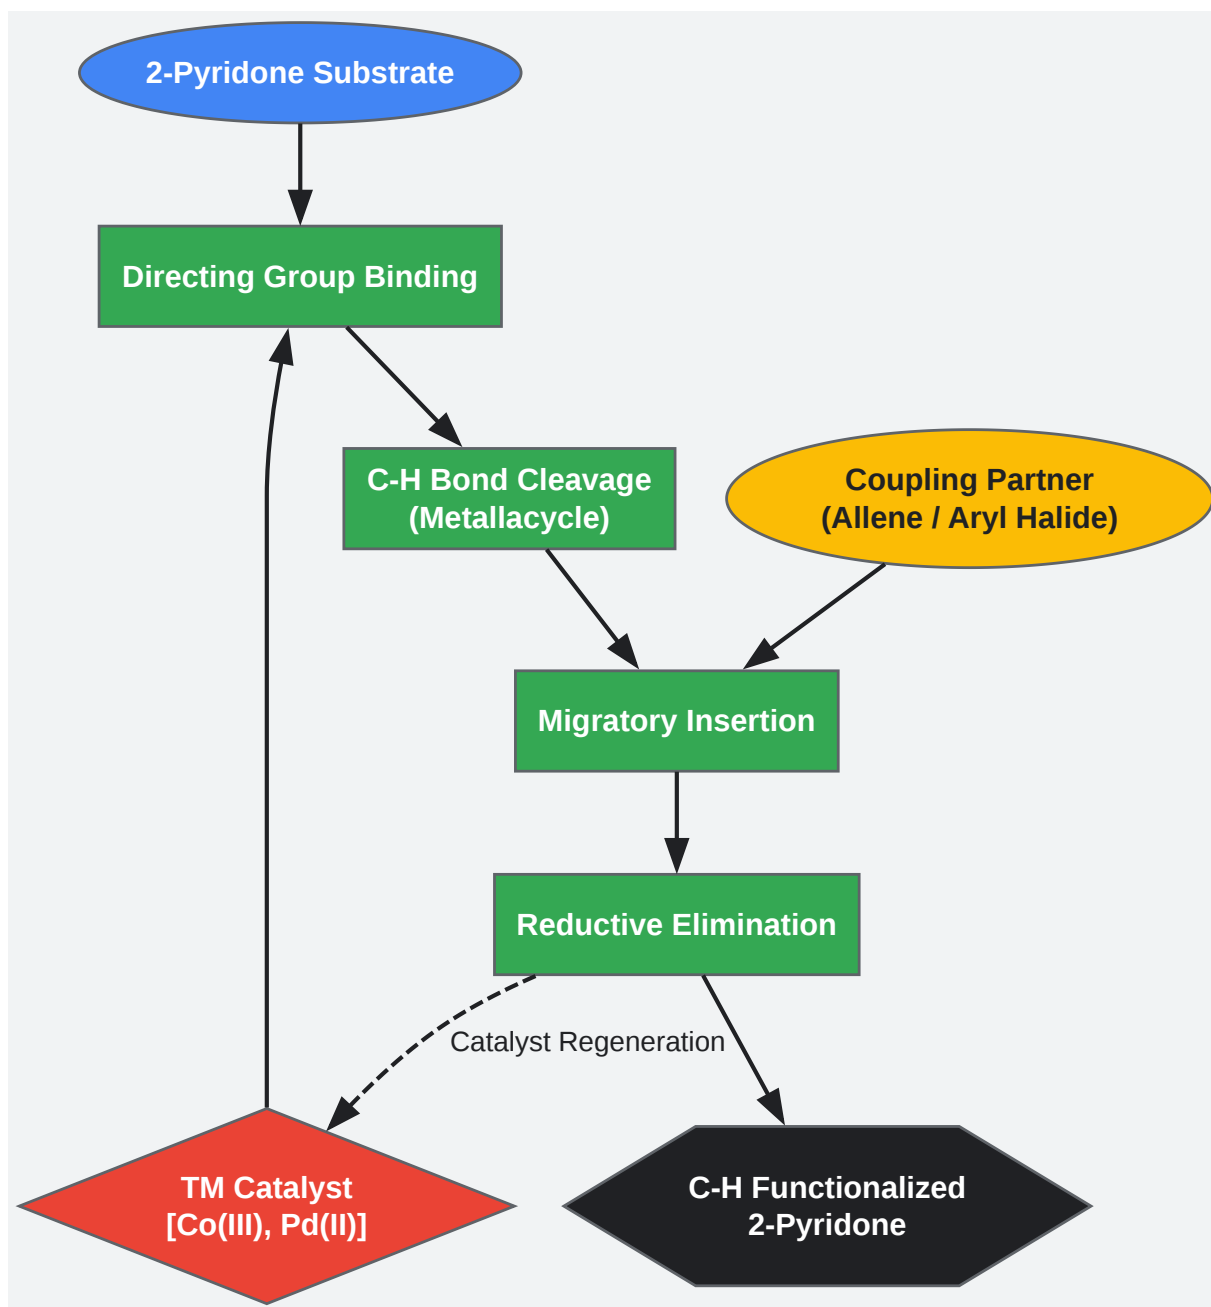 2-Pyridone Substrate
Directing Group Binding
C-H Bond Cleavage
(Metallacycle)
Coupling Partner
(Allene / Aryl Halide)
Migratory Insertion
Reductive Elimination
Catalyst Regeneration
TM Catalyst
[Co(III), Pd(II)]
C-H Functionalized
2-Pyridone